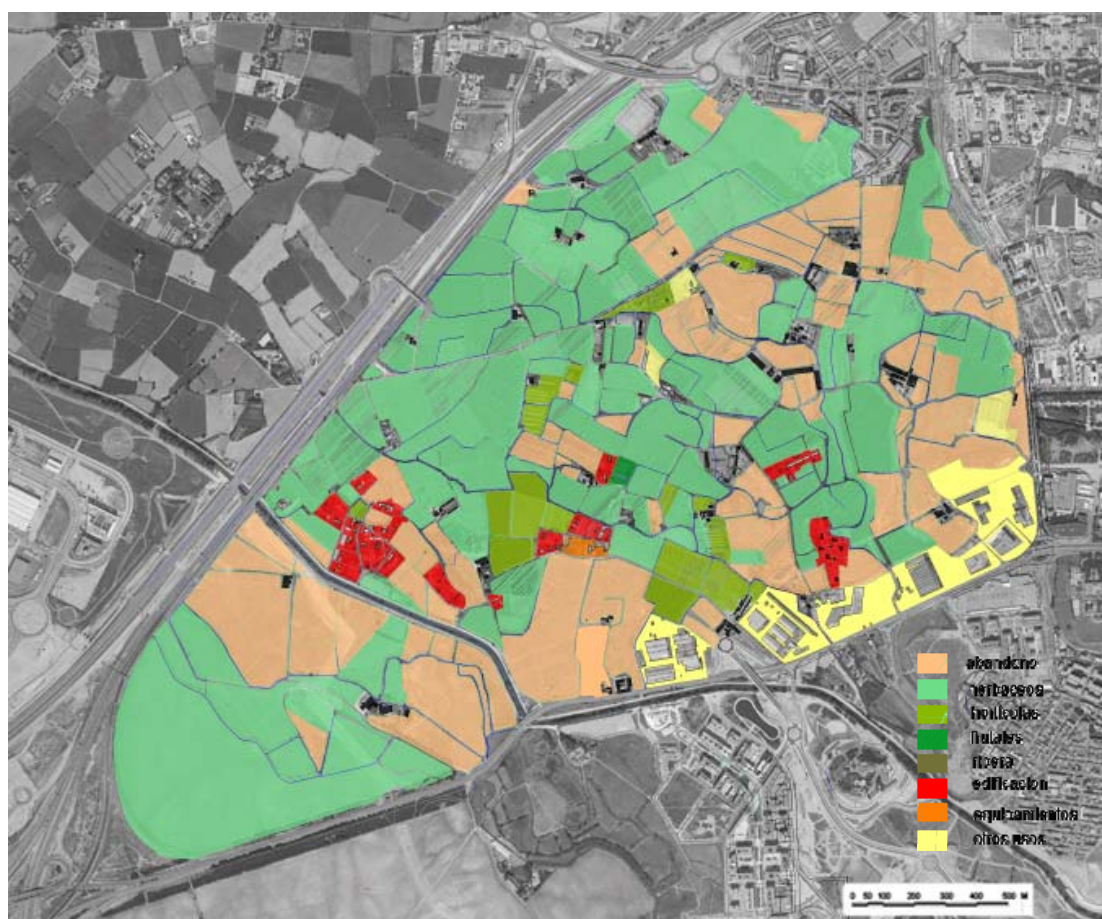 abandono
herbaceos
horticolas
frutales
ribera
edificacion
equipamientos
otros usos
0 50 100 200 300 400 500 M